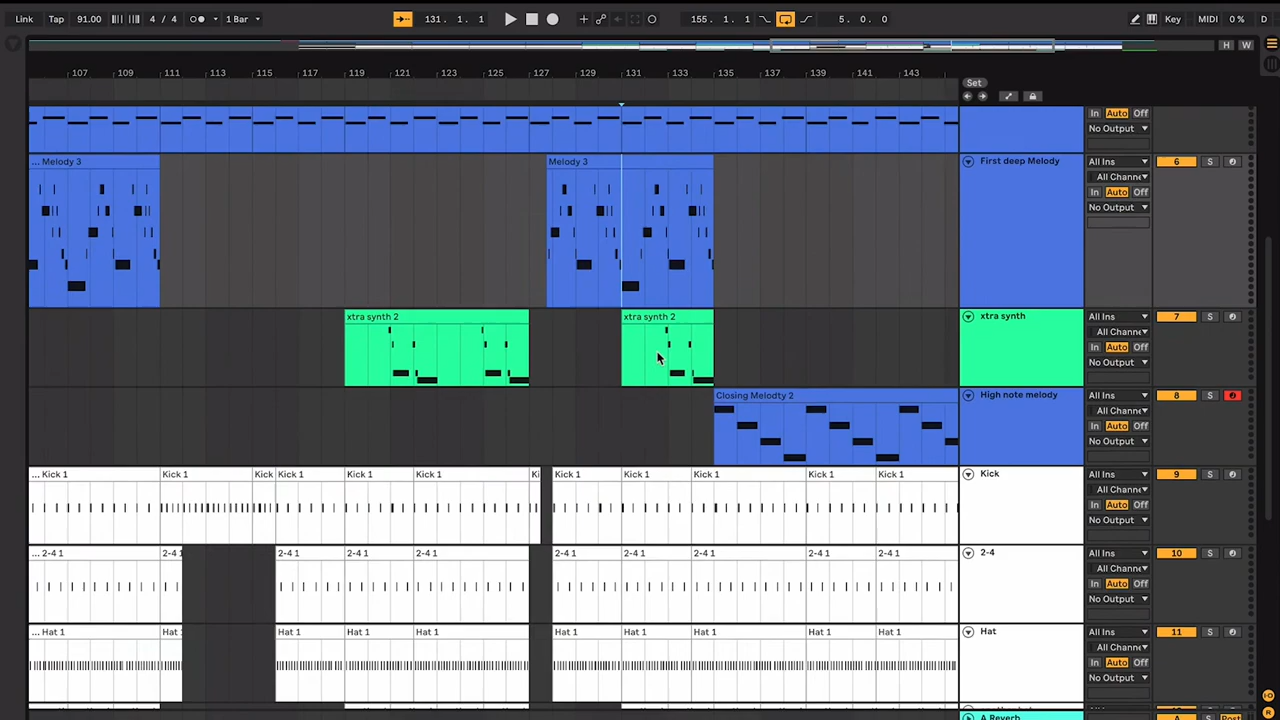 Link Tap 91.00 4 / 4 1 Bar 131. 1. 1 155. 1. 1 5. 0. 0 Key MIDI 0 % D
H W
107 109 111 113 115 117 119 121 123 125 127 129 131 133 135 137 139 141 143
Set
In Auto Off
No Output
... Melody 3 Melody 3 First deep Melody All Ins 6 S
All Channe
In Auto Off
No Output
xtra synth 2 xtra synth 2 xtra synth All Ins 7 S
All Channe
In Auto Off
No Output
Closing Melodty 2 High note melody All Ins 8 S
All Channe
In Auto Off
No Output
... Kick 1 Kick 1 Kick Kick 1 Kick 1 Kick 1 Ki Kick 1 Kick 1 Kick 1 Kick 1 Kick 1 Kick All Ins 9 S
All Channe
In Auto Off
No Output
... 2-4 1 2-4 1 2-4 1 2-4 1 2-4 1 2-4 1 2-4 1 2-4 1 2-4 1 2-4 1 2-4 All Ins 10 S
All Channe
In Auto Off
No Output
... Hat 1 Hat Hat 1 Hat 1 Hat 1 Hat 1 Hat 1 Hat 1 Hat 1 Hat 1 Hat All Ins 11 S
All Channe
In Auto Off
No Output
A Reverb A S Post